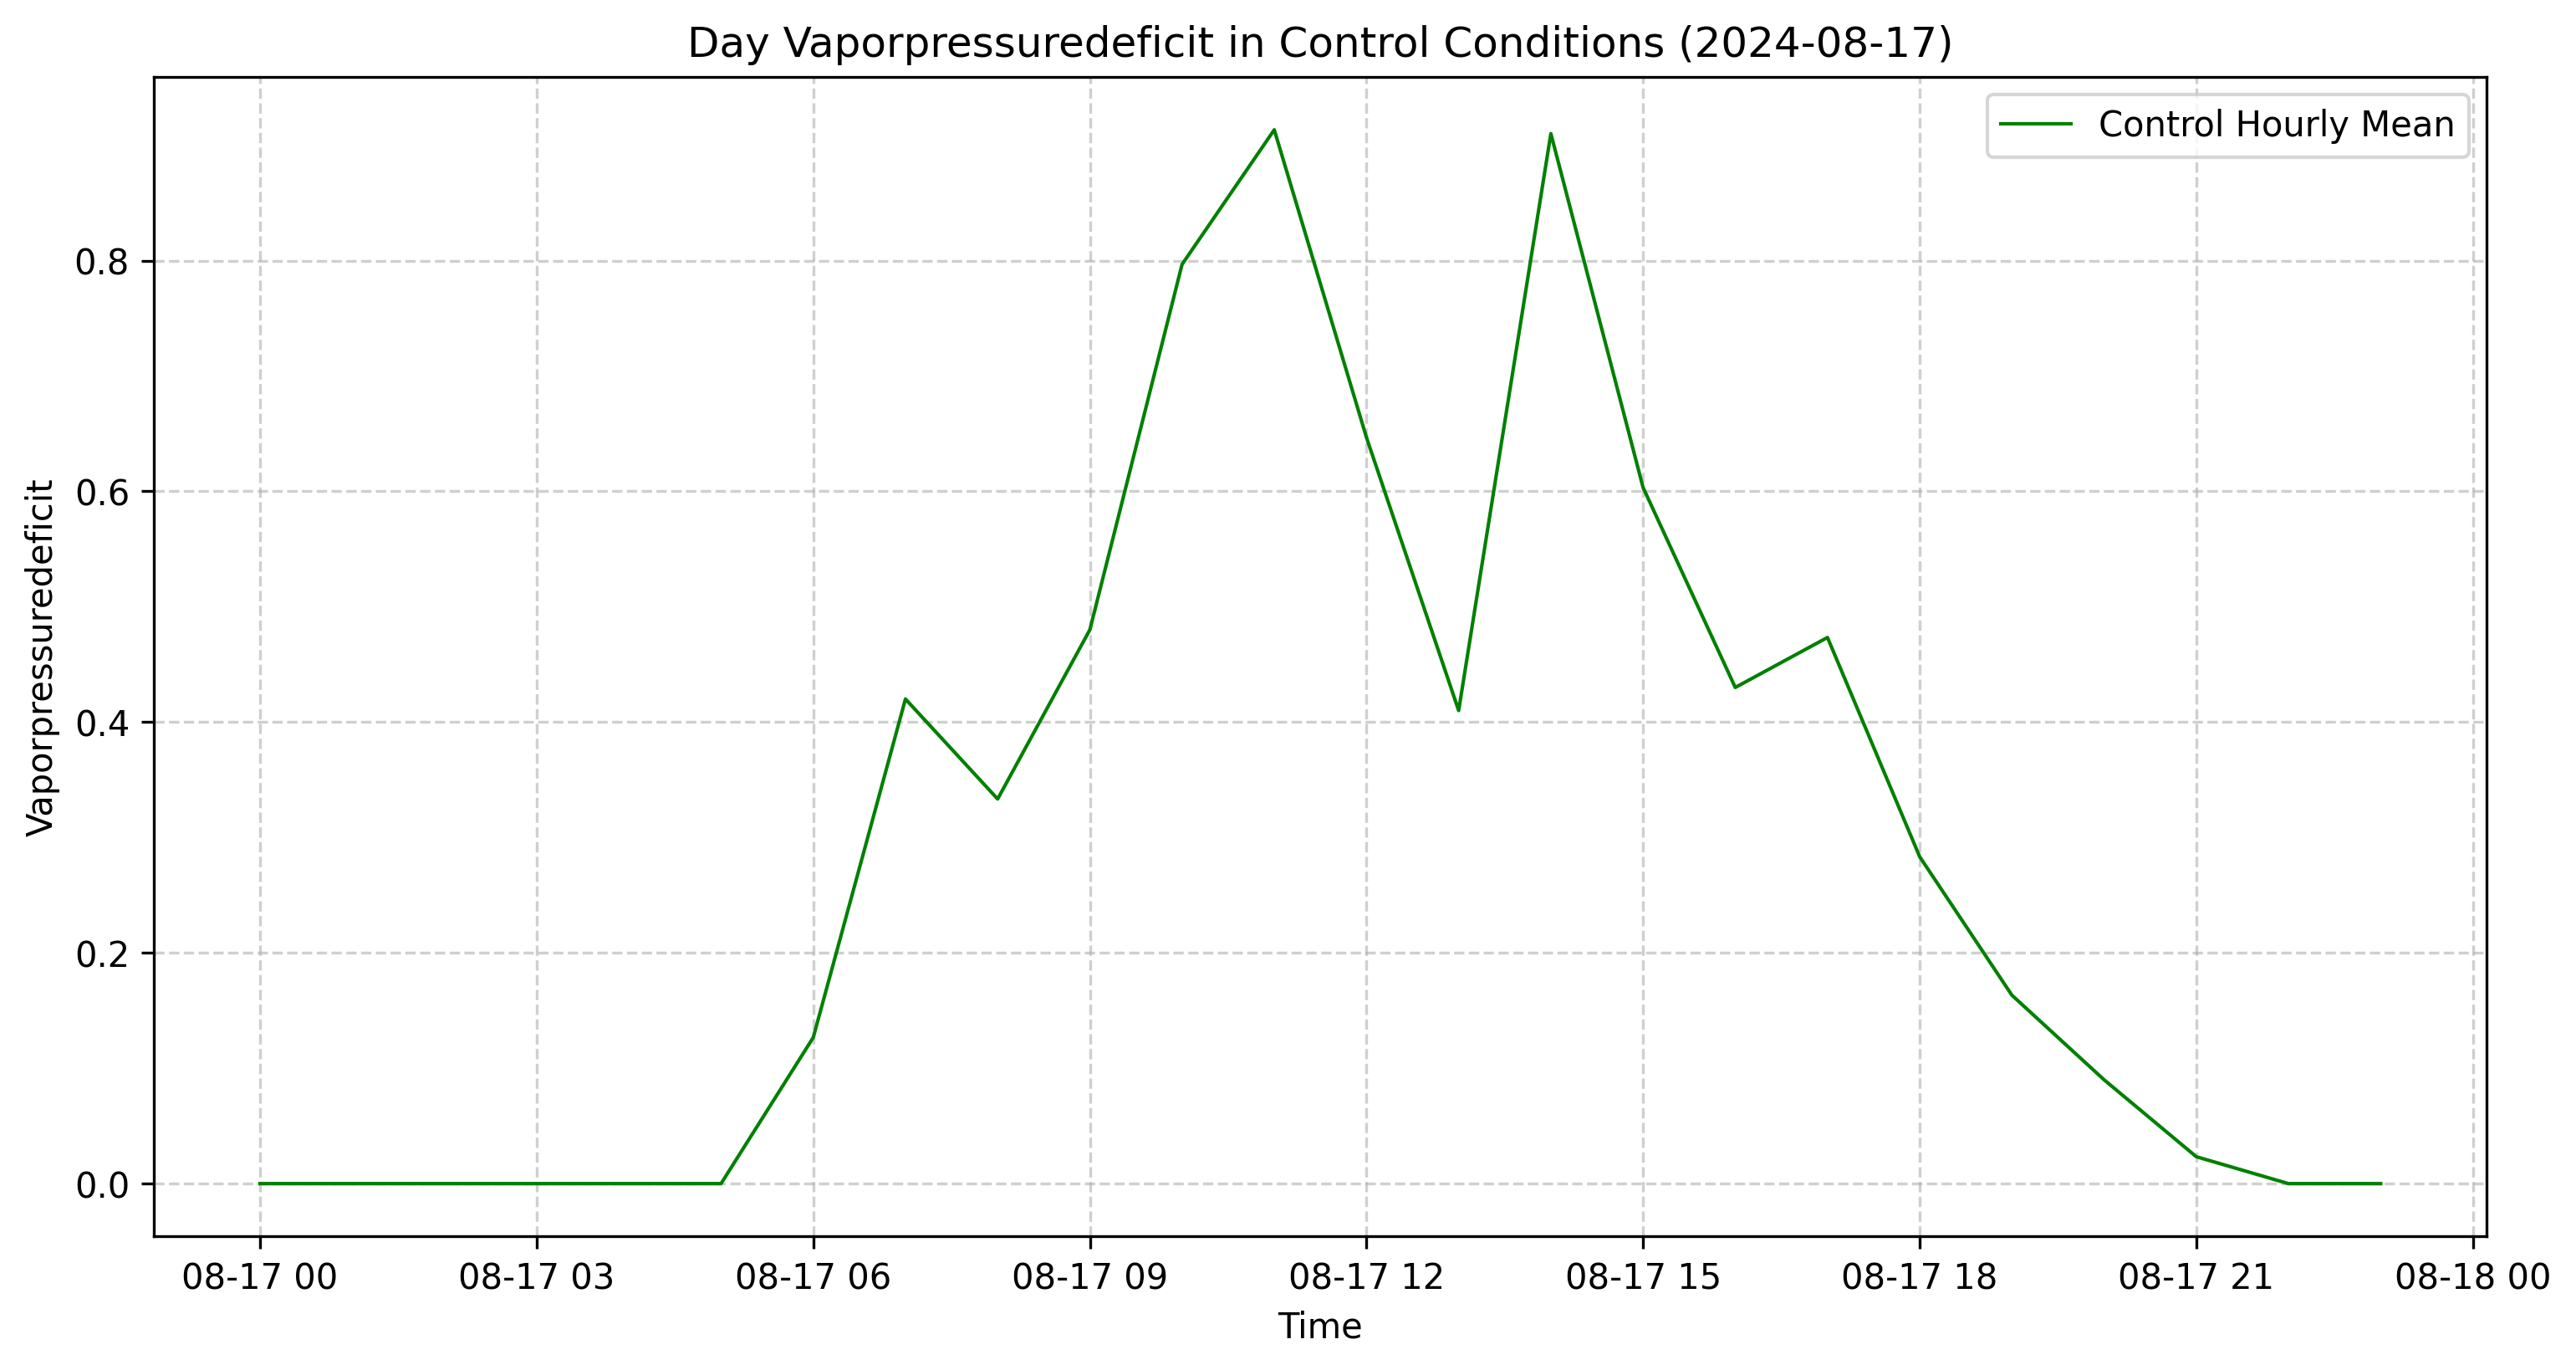 Day Vaporpressuredeficit in Control Conditions (2024-08-17)
Control Hourly Mean
Vaporpressuredeficit
0.8
0.6
0.4
0.2
0.0
08-17 00 08-17 03 08-17 06 08-17 09 08-17 12 08-17 15 08-17 18 08-17 21 08-18 00
Time